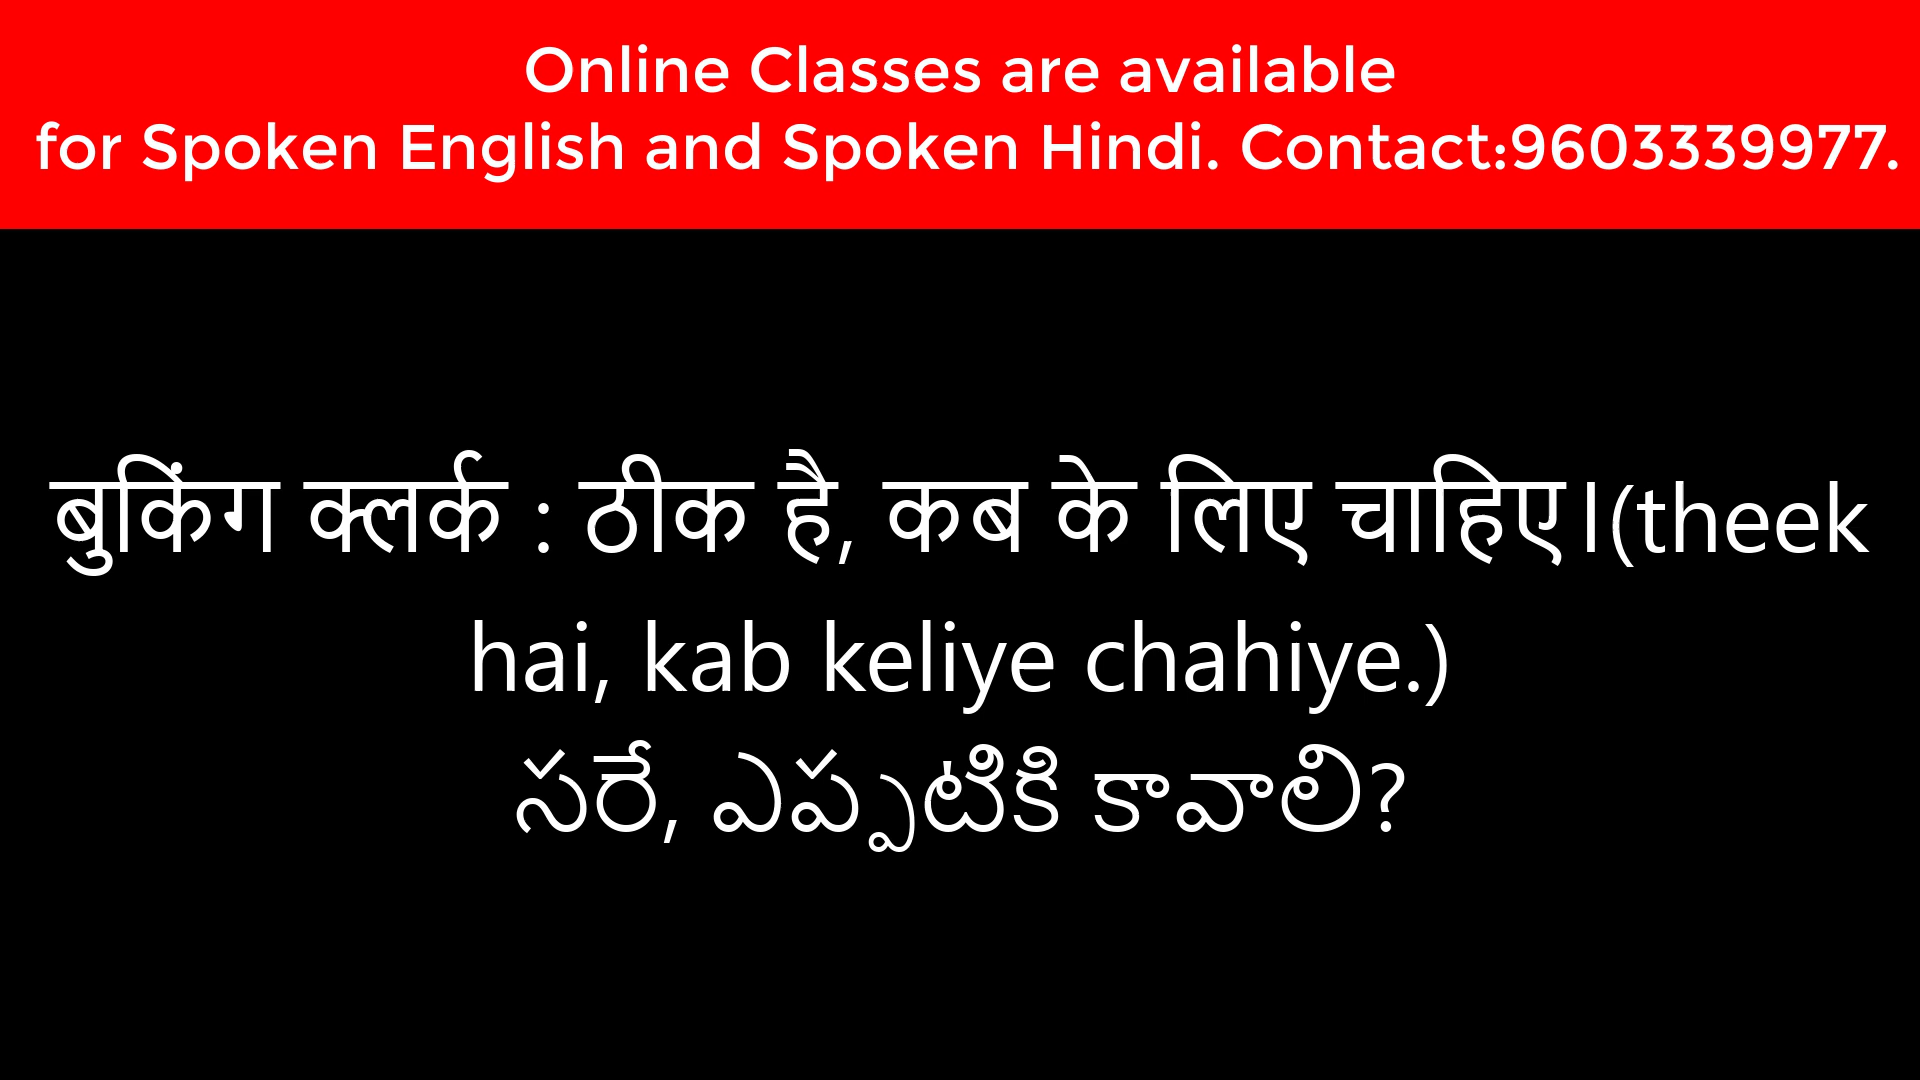 Online Classes are available
for Spoken English and Spoken Hindi. Contact:9603339977.
बुकिंग क्लर्क : ठीक है, कब के लिए चाहिए।(theek
hai, kab keliye chahiye.)
సరే, ఎప్పటికి కావాలి?